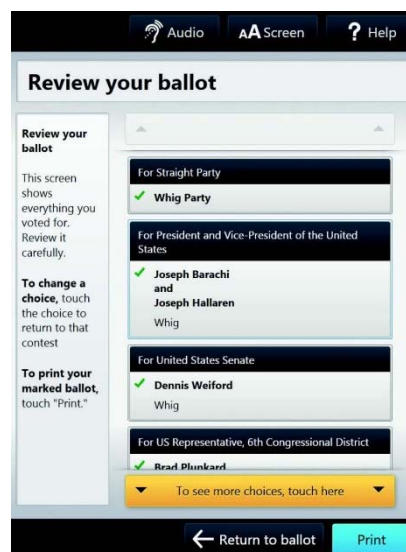 Audio
AA Screen
? Help
Review your ballot
Review your
ballot
This screen
shows
everything you
voted for.
Review it
carefully.
To change a
choice, touch
the choice to
return to that
contest
To print your
marked ballot,
touch "Print."
For Straight Party
Whig Party
For President and Vice-President of the United
States
Joseph Barachi
and
Joseph Hallaren
Whig
For United States Senate
Dennis Weiford
Whig
For US Representative, 6th Congressional District
Brad Plunkard
To see more choices, touch here
Return to ballot
Print